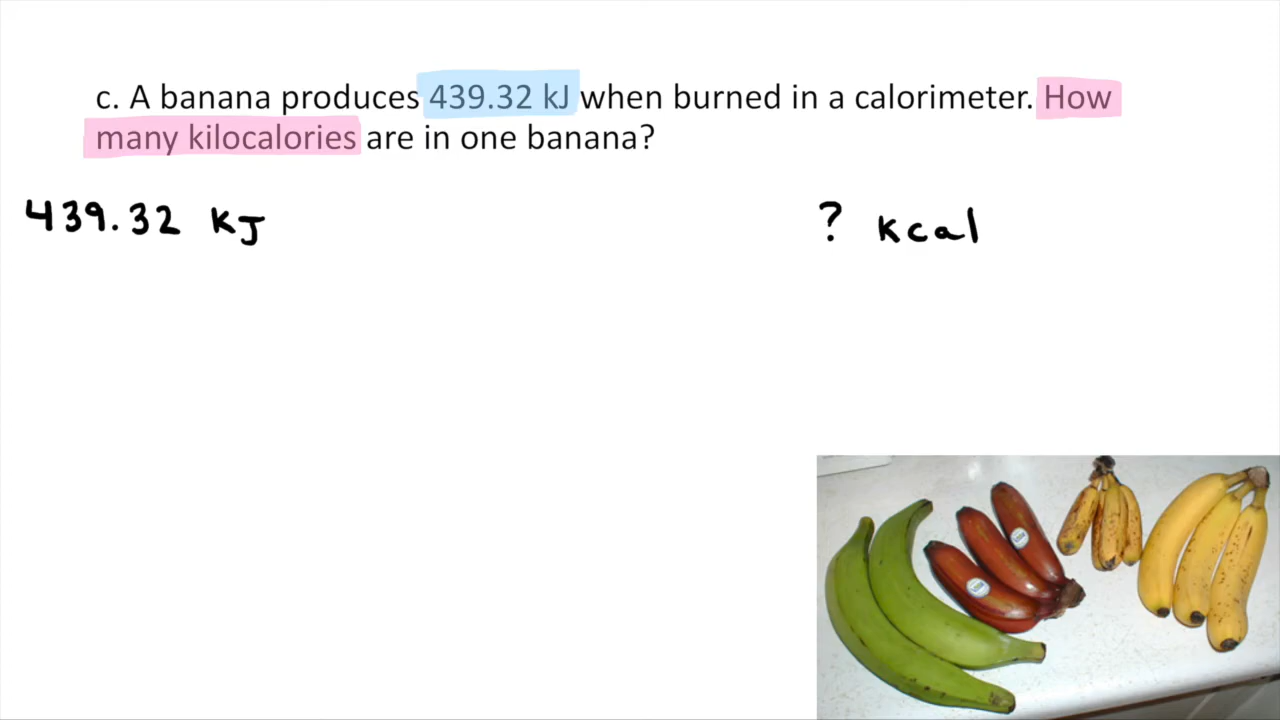 c. A banana produces 439.32 kJ when burned in a calorimeter. How
many kilocalories are in one banana?
439.32 kJ ? kcal